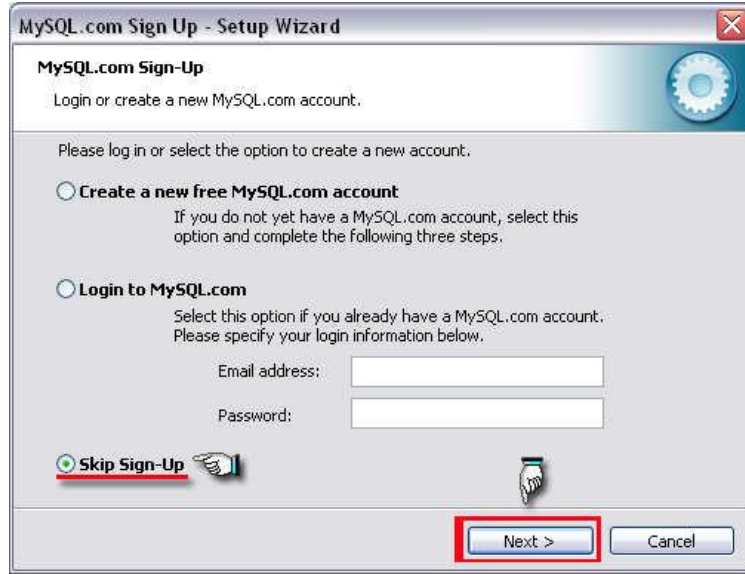 MySQL.com Sign Up - Setup Wizard
MySQL.com Sign-Up
Login or create a new MySQL.com account.
Please log in or select the option to create a new account.
Create a new free MySQL.com account
If you do not yet have a MySQL.com account, select this
option and complete the following three steps.
Login to MySQL.com
Select this option if you already have a MySQL.com account.
Please specify your login information below.
Email address:
Password:
Skip Sign-Up
Next >
Cancel